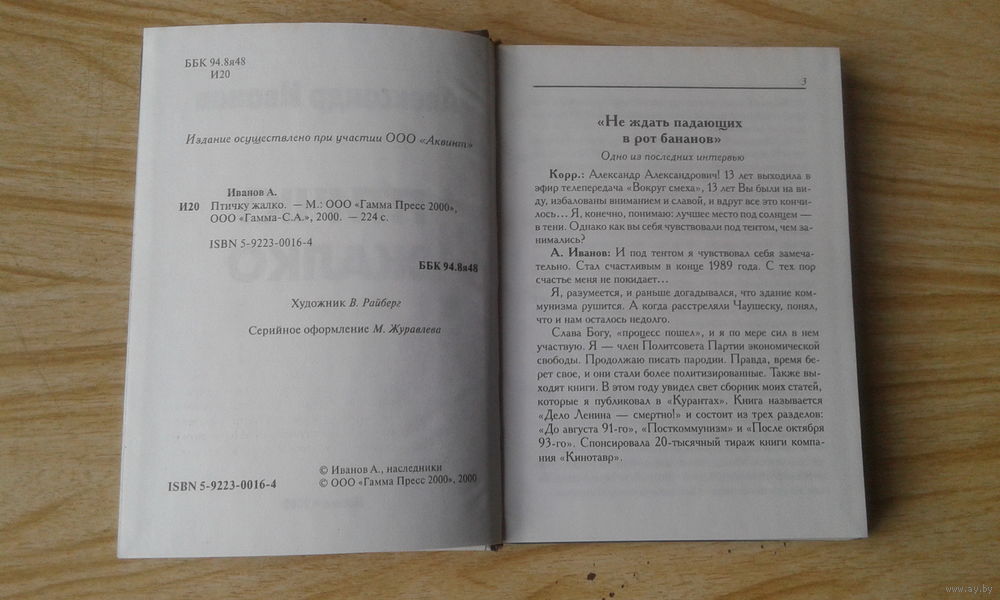 ББК 94.8я48
И20
Издание осуществлено при участии ООО «Аквинт»
Иванов А.
И20 Птичку жалко. — М.: ООО «Гамма Пресс 2000»,
ООО «Гамма-С.А.», 2000. — 224 с.
ISBN 5-9223-0016-4
ББК 94.8я48
Художник В. Райберг
Серийное оформление М. Журавлева
© Иванов А., наследники
ISBN 5-9223-0016-4 © ООО «Гамма Пресс 2000», 2000
3
«Не ждать падающих
в рот бананов»
Одно из последних интервью
Корр.: Александр Александрович! 13 лет выходила в
эфир телепередача «Вокруг смеха», 13 лет Вы были на ви-
ду, избалованы вниманием и славой, и вдруг все это кончи-
лось... Я, конечно, понимаю: лучшее место под солнцем —
в тени. Однако как вы себя чувствовали под тентом, чем за-
нимались?
А. Иванов: И под тентом я чувствовал себя замеча-
тельно. Стал счастливым в конце 1989 года. С тех пор
счастье меня не покидает...
Я, разумеется, и раньше догадывался, что здание ком-
мунизма рушится. А когда расстреляли Чаушеску, понял,
что и нам осталось недолго.
Слава Богу, «процесс пошел», и я по мере сил в нем
участвую. Я — член Политсовета Партии экономической
свободы. Продолжаю писать пародии. Правда, время бе-
рет свое, и они стали более политизированные. Также вы-
ходят книги. В этом году увидел свет сборник моих статей,
которые я публиковал в «Курантах». Книга называется
«Дело Ленина — смертно!» и состоит из трех разделов:
«До августа 91-го», «Посткоммунизм» и «После октября
93-го». Спонсировала 20-тысячный тираж книги компа-
ния «Кинотавр».
www.ay.by